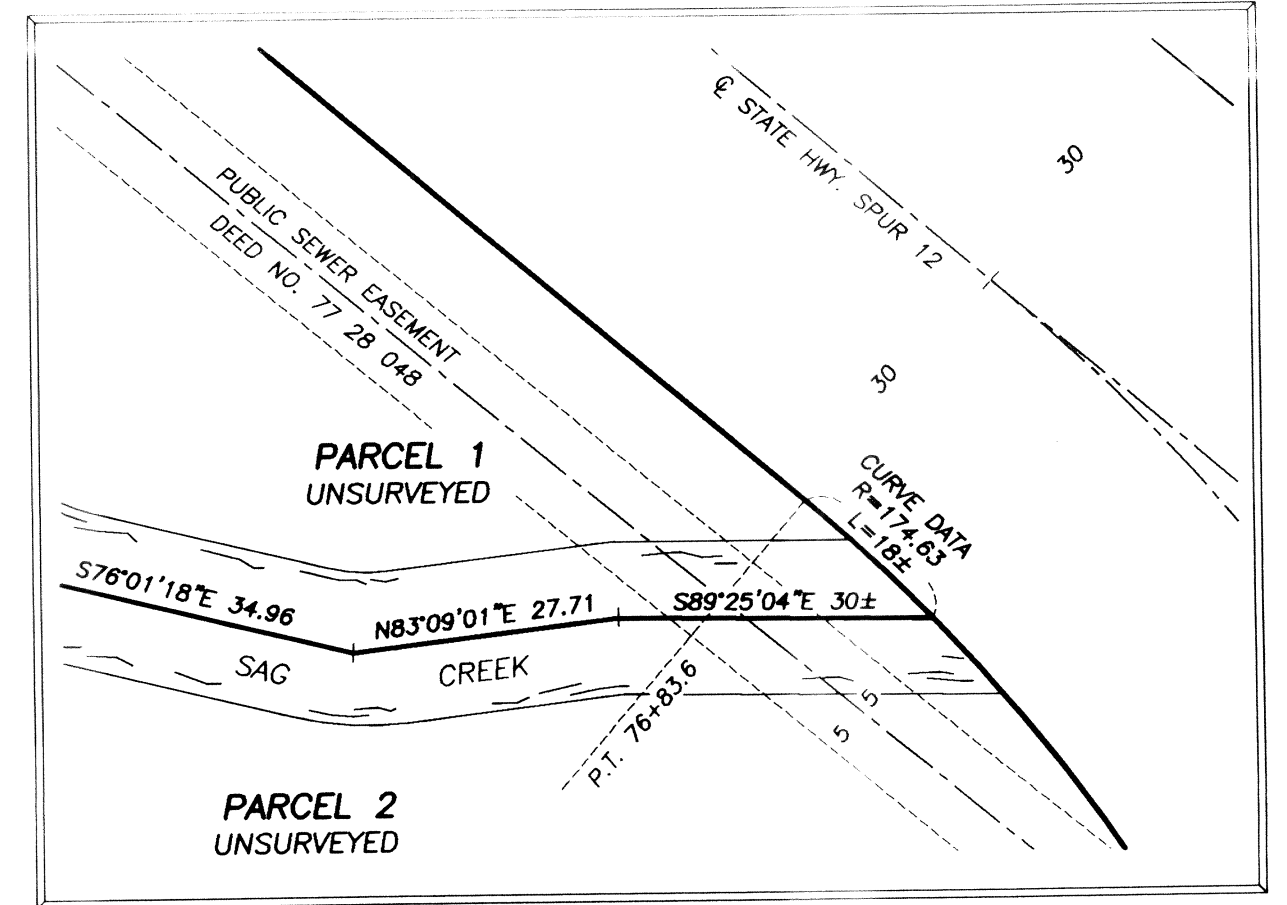 ℄ STATE HWY. SPUR 12
30
PUBLIC SEWER EASEMENT
DEED NO. 77 28 048
30
PARCEL 1
UNSURVEYED
CURVE DATA
R=174.63
L=18±
S76°01'18"E 34.96
N83°09'01"E 27.71
S89°25'04"E 30±
SAG CREEK
P.T. 76+83.6
5
5
PARCEL 2
UNSURVEYED